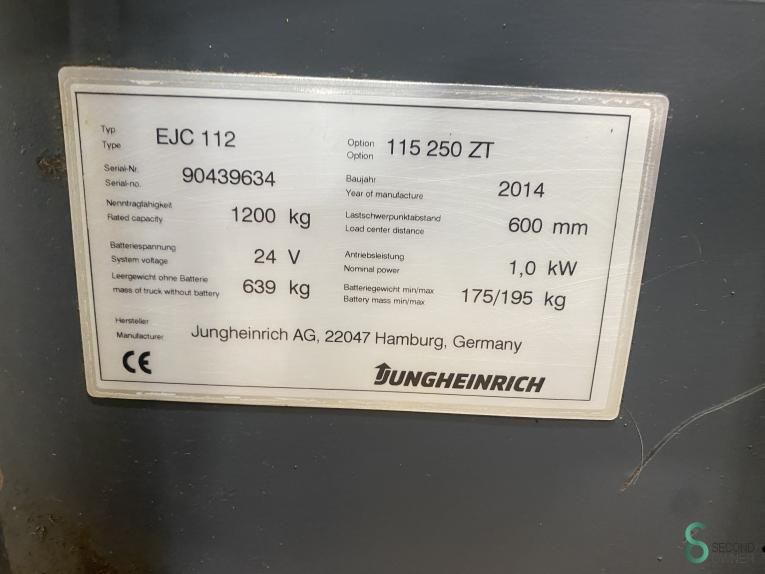 Typ
Type
EJC 112
Option
Option
115 250 ZT
Serial-Nr.
Serial-no.
90439634
Baujahr
Year of manufacture
2014
Nenntragfähigkeit
Rated capacity
1200 kg
Lastschwerpunktabstand
Load center distance
600 mm
Batteriespannung
System voltage
24 V
Antriebsleistung
Nominal power
1,0 kW
Leergewicht ohne Batterie
mass of truck without battery
639 kg
Batteriegewicht min/max
Battery mass min/max
175/195 kg
Hersteller
Manufacturer
Jungheinrich AG, 22047 Hamburg, Germany
CE
JUNGHEINRICH
SECOND
OWNER